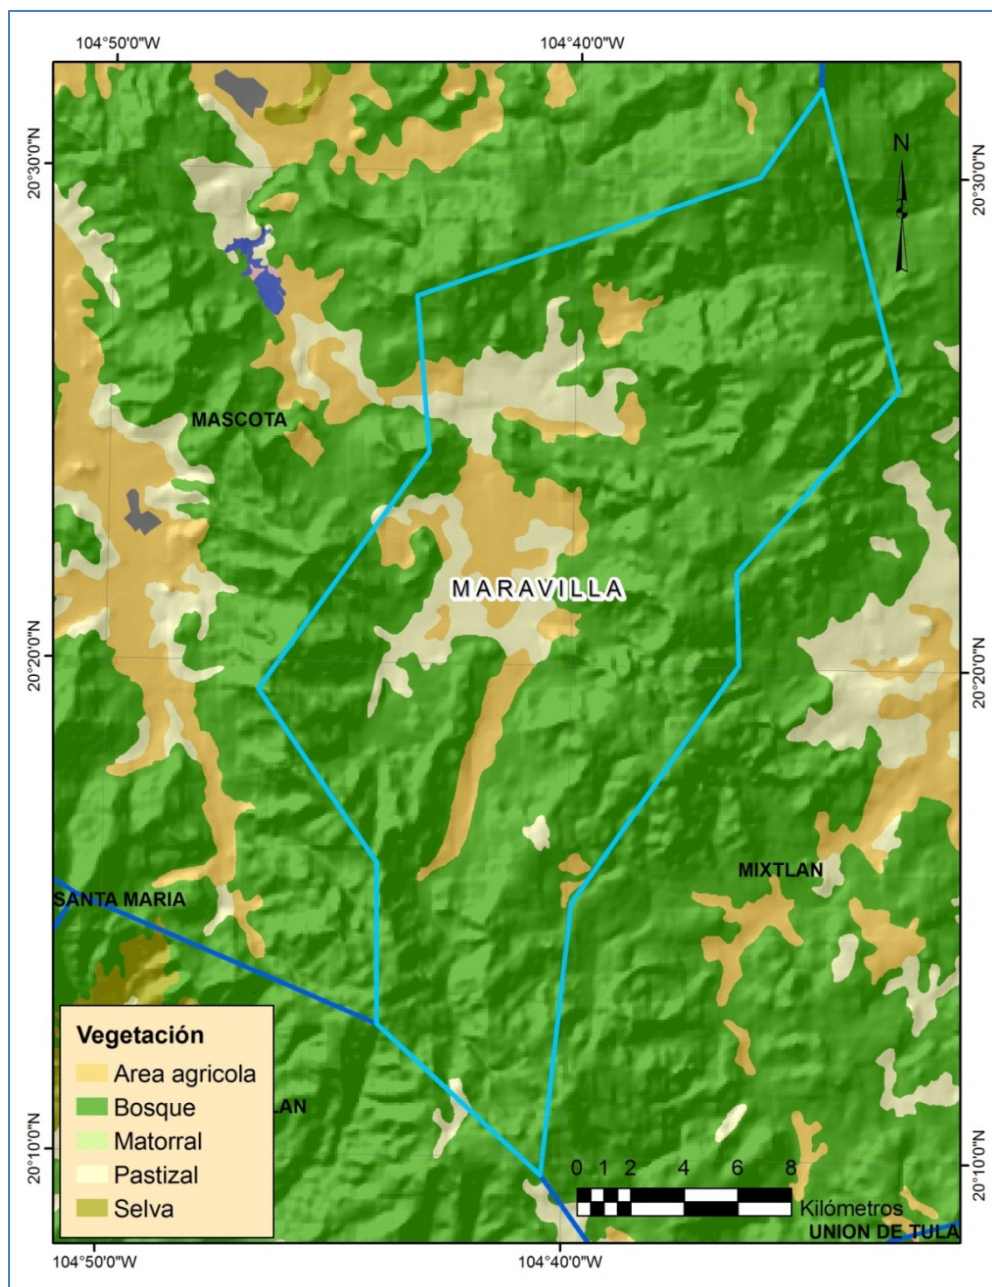 104°50'0"W
104°40'0"W
20°30'0"N
20°30'0"N
N
MASCOTA
MARAVILLA
20°20'0"N
20°20'0"N
MIXTLAN
SANTA MARIA
Vegetación
Area agricola
Bosque
Matorral
Pastizal
Selva
LAN
20°10'0"N
20°10'0"N
0 1 2 4 6 8
Kilómetros
UNION DE TULA
104°50'0"W
104°40'0"W